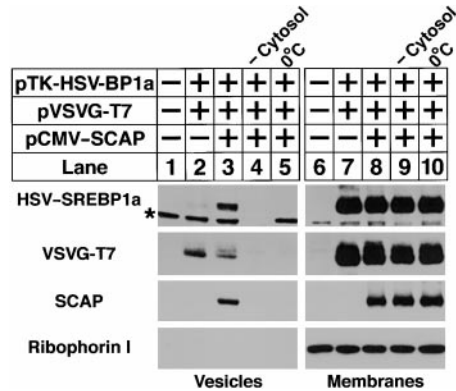 – Cytosol 0°C – Cytosol 0°C
pTK-HSV-BP1a – + + + + – + + + +
pVSVG-T7 – + + + + – + + + +
pCMV–SCAP – – + + + – – + + +
Lane 1 2 3 4 5 6 7 8 9 10
HSV–SREBP1a
*
VSVG-T7
SCAP
Ribophorin I
Vesicles Membranes